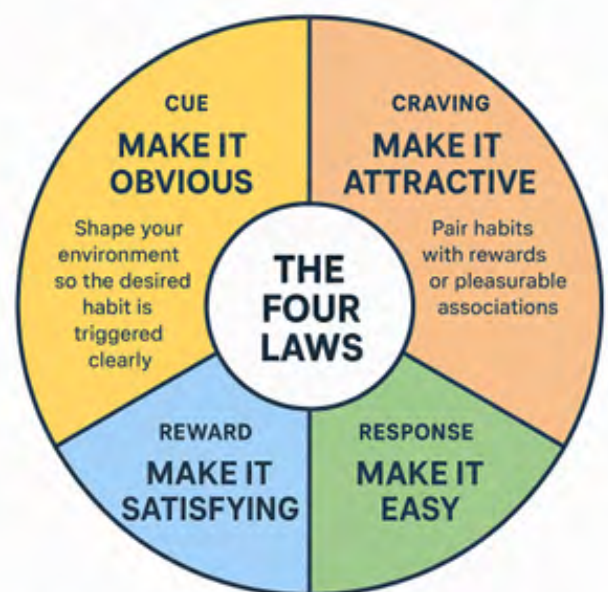 CUE
MAKE IT
OBVIOUS
Shape your
environment
so the desired
habit is
triggered
clearly
CRAVING
MAKE IT
ATTRACTIVE
Pair habits
with rewards
or pleasurable
associations
THE
FOUR
LAWS
REWARD
MAKE IT
SATISFYING
RESPONSE
MAKE IT
EASY